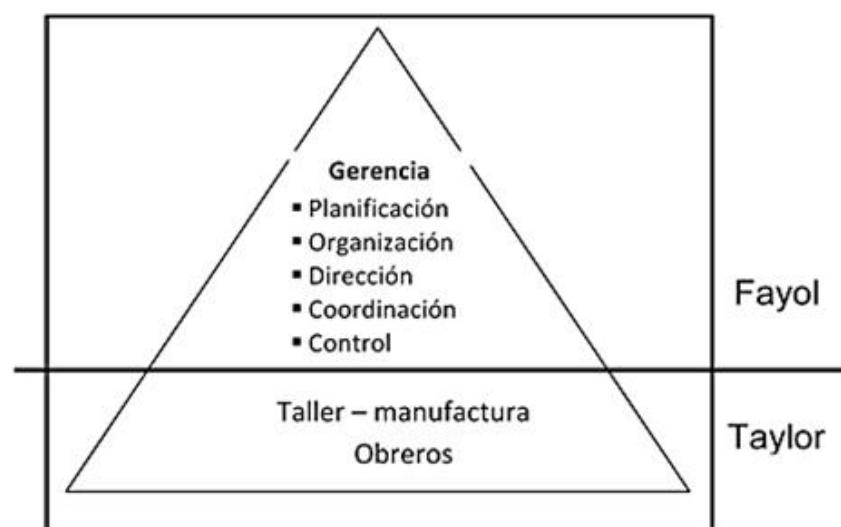 Gerencia
▪ Planificación
▪ Organización
▪ Dirección
▪ Coordinación
▪ Control
Fayol
Taller – manufactura
Obreros
Taylor